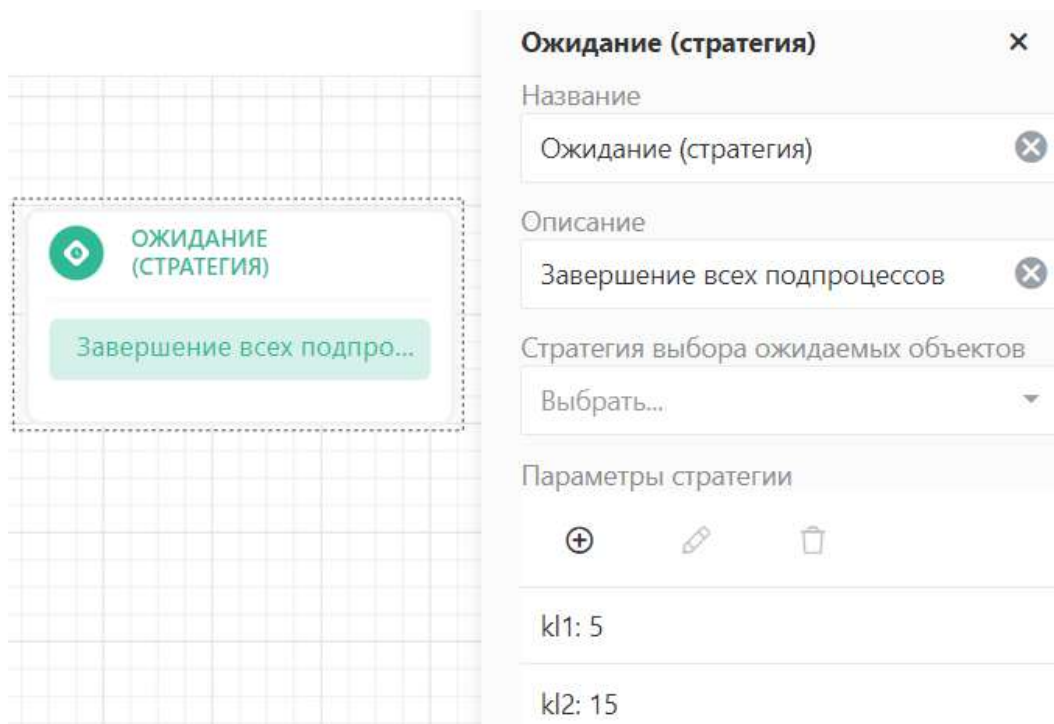 ОЖИДАНИЕ
(СТРАТЕГИЯ)
Завершение всех подпро...
Ожидание (стратегия)
Название
Ожидание (стратегия)
Описание
Завершение всех подпроцессов
Стратегия выбора ожидаемых объектов
Выбрать...
Параметры стратегии
kl1: 5
kl2: 15